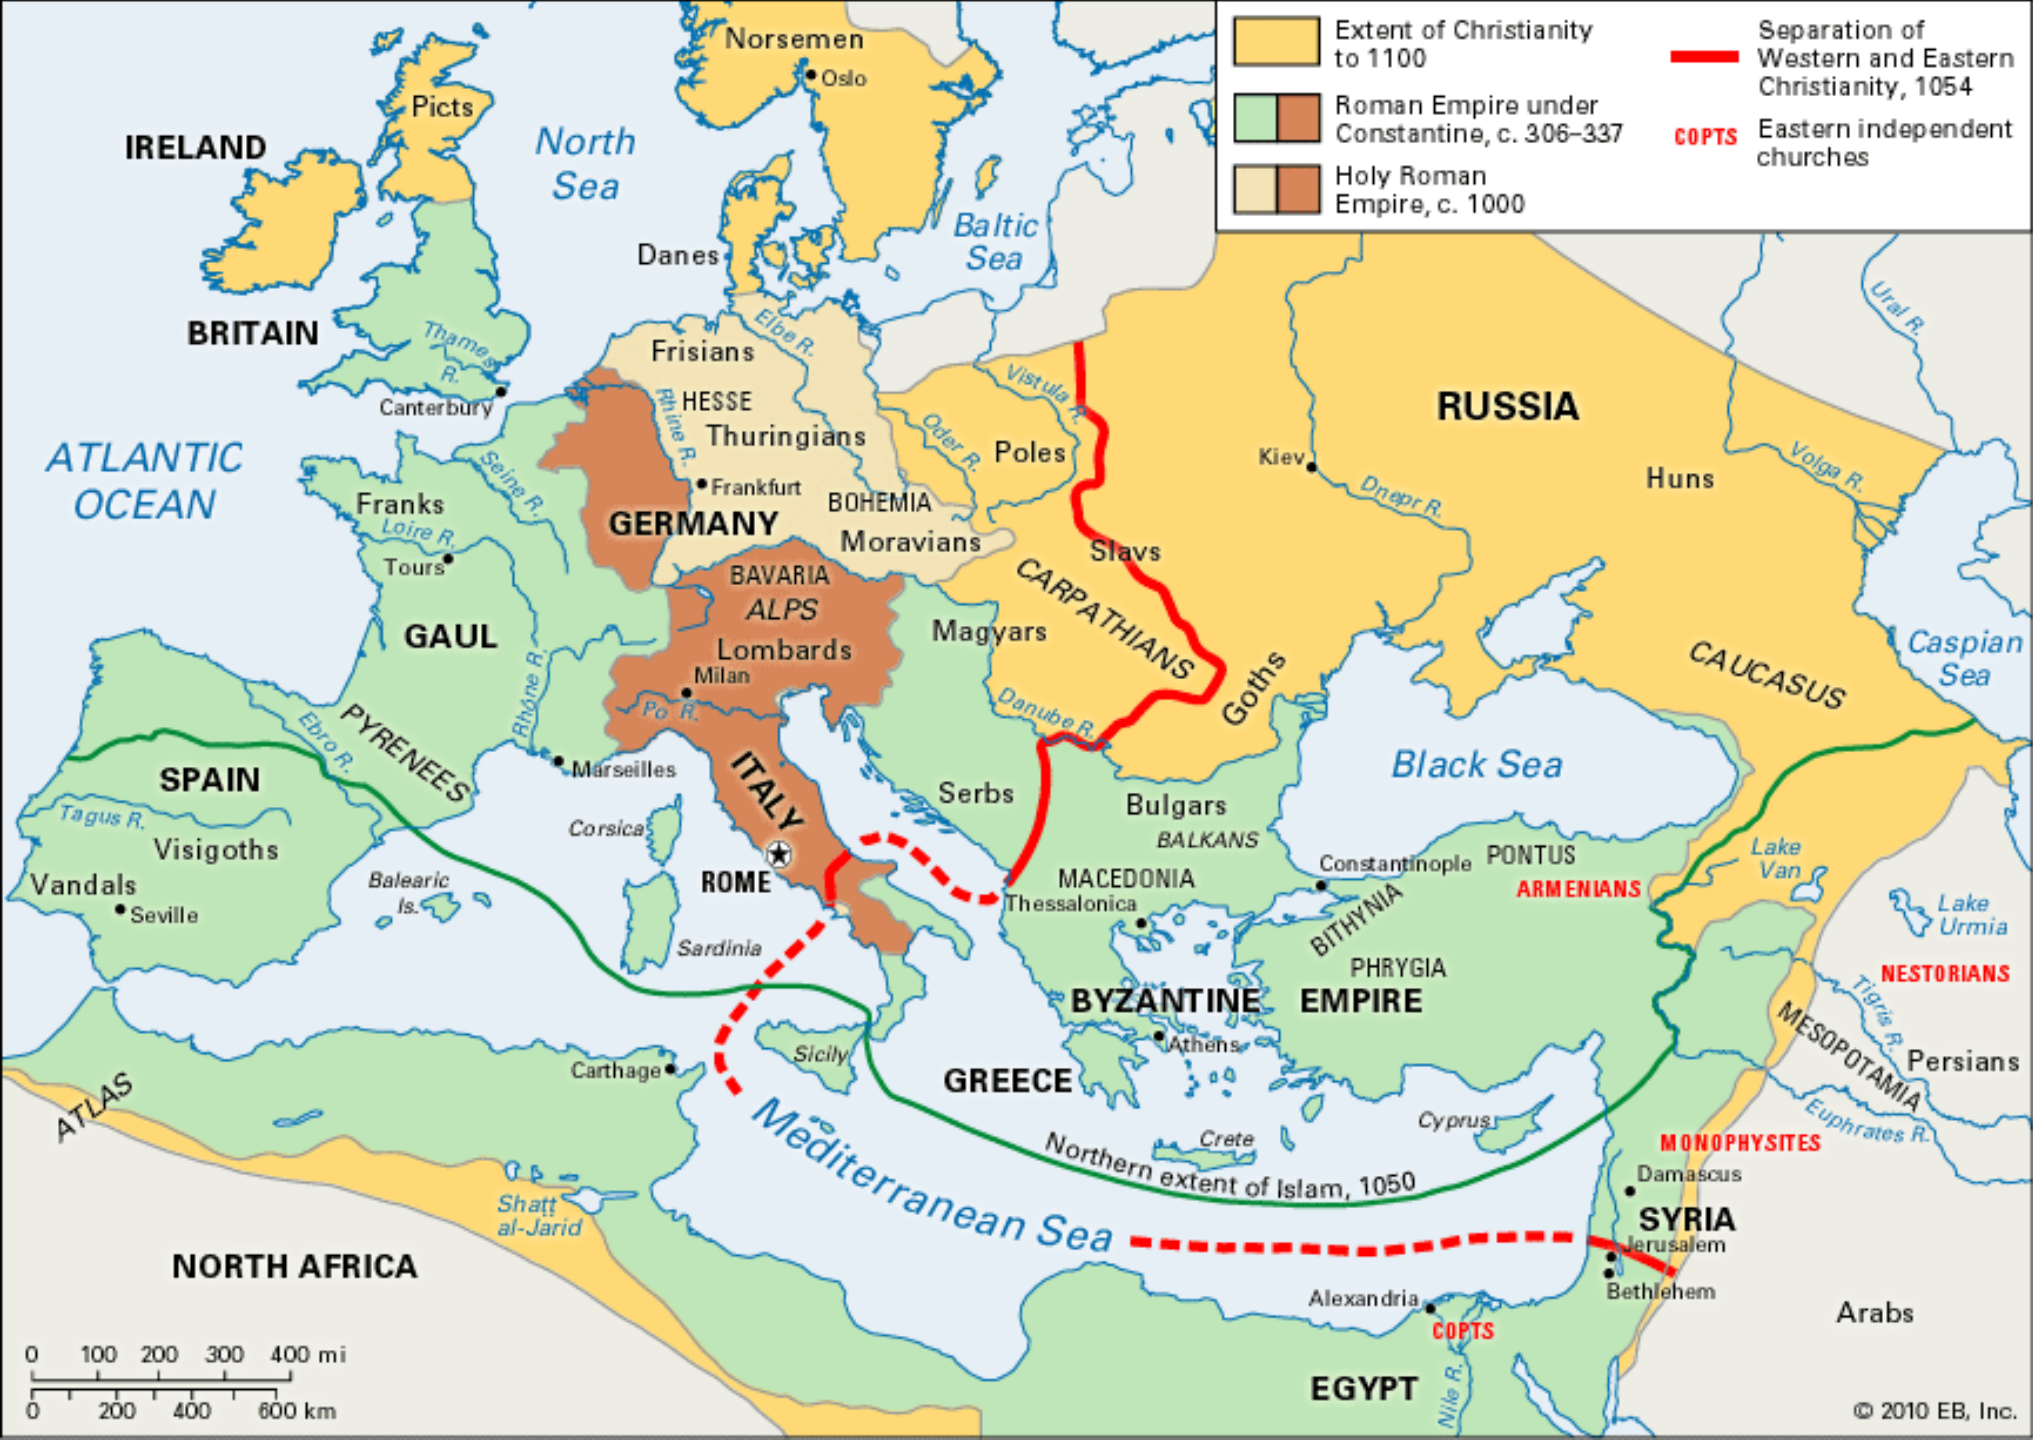 Extent of Christianity
to 1100
Roman Empire under
Constantine, c. 306–337
Holy Roman
Empire, c. 1000
Separation of
Western and Eastern
Christianity, 1054
COPTS
Eastern independent
churches
Norsemen
Oslo
Picts
IRELAND
North
Sea
Baltic
Sea
Danes
BRITAIN
Thames
R.
Canterbury
Elbe R.
Frisians
HESSE
Rhine R.
Thuringians
Frankfurt
BOHEMIA
GERMANY
Moravians
Vistula R.
Oder R.
Poles
Ural R.
RUSSIA
Kiev
Dnepr R.
Huns
Volga R.
ATLANTIC
OCEAN
Seine R.
Franks
Loire R.
Tours
GAUL
BAVARIA
ALPS
Lombards
Milan
Po R.
Rhône R.
Magyars
Slavs
CARPATHIANS
Goths
Danube R.
CAUCASUS
Caspian
Sea
Black Sea
Ebro R.
PYRENEES
Marseilles
SPAIN
Tagus R.
Visigoths
Vandals
Seville
Balearic
Is.
Corsica
Sardinia
ITALY
ROME
Serbs
Bulgars
BALKANS
MACEDONIA
Thessalonica
Constantinople
PONTUS
ARMENIANS
BITHYNIA
PHRYGIA
BYZANTINE EMPIRE
Lake
Van
Lake
Urmia
NESTORIANS
Tigris R.
MESOPOTAMIA
Persians
Euphrates R.
Athens
GREECE
Sicily
Carthage
ATLAS
Crete
Cyprus
Northern extent of Islam, 1050
Mediterranean Sea
MONOPHYSITES
Damascus
SYRIA
Jerusalem
Bethlehem
Shaṭṭ
al-Jarid
NORTH AFRICA
Alexandria
COPTS
EGYPT
Nile R.
Arabs
0 100 200 300 400 mi
0 200 400 600 km
© 2010 EB, Inc.